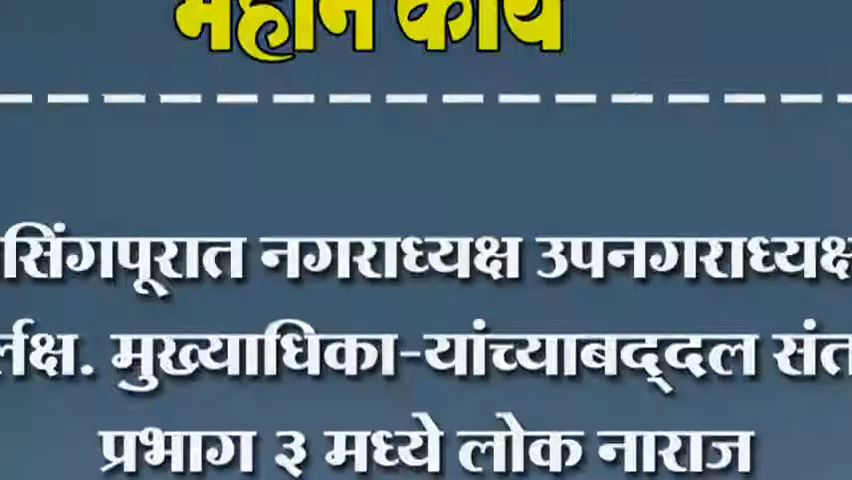 महान कार्य
सिंगपूरात नगराध्यक्ष उपनगराध्यक्ष
र्लक्ष. मुख्याधिका-यांच्याबद्दल संत
प्रभाग ३ मध्ये लोक नाराज